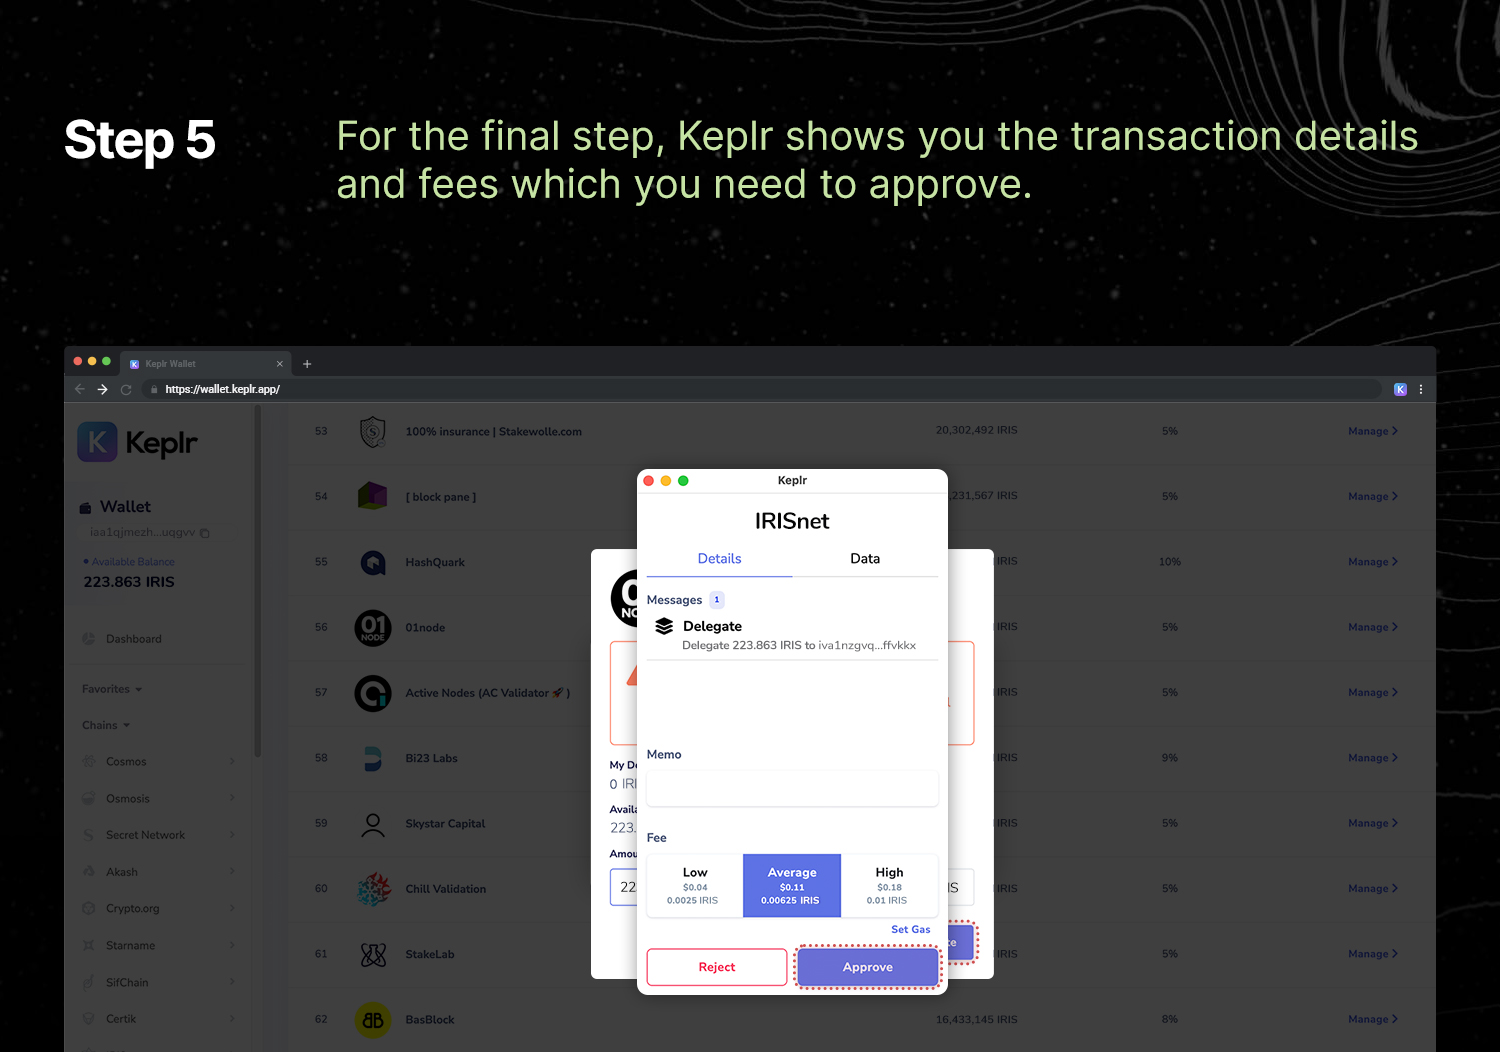 Step 5
For the final step, Keplr shows you the transaction details
and fees which you need to approve.
Keplr Wallet
https://wallet.keplr.app/
K
Keplr
Wallet
iaa1qjmezh...uqgvv
Available Balance
223.863 IRIS
Dashboard
Favorites
Chains
Cosmos
Osmosis
Secret Network
Akash
Crypto.org
Starname
SifChain
Certik
53 100% insurance | Stakewolle.com 20,302,492 IRIS 5% Manage
54 [ block pane ] ,231,567 IRIS 5% Manage
55 HashQuark IRIS 10% Manage
56 01 NODE 01node IRIS 5% Manage
57 Active Nodes (AC Validator 🚀 ) IRIS 5% Manage
58 Bi23 Labs IRIS 9% Manage
59 Skystar Capital IRIS 5% Manage
60 Chill Validation IRIS 5% Manage
61 StakeLab IRIS 5% Manage
62 BasBlock 16,433,145 IRIS 8% Manage
My De
0 IRI
Availa
223.
Amou
22
IS
te
Keplr
IRISnet
Details Data
Messages 1
Delegate
Delegate 223.863 IRIS to iva1nzgvq...ffvkkx
Memo
Fee
Low Average High
$0.04 $0.11 $0.18
0.0025 IRIS 0.00625 IRIS 0.01 IRIS
Set Gas
Reject Approve